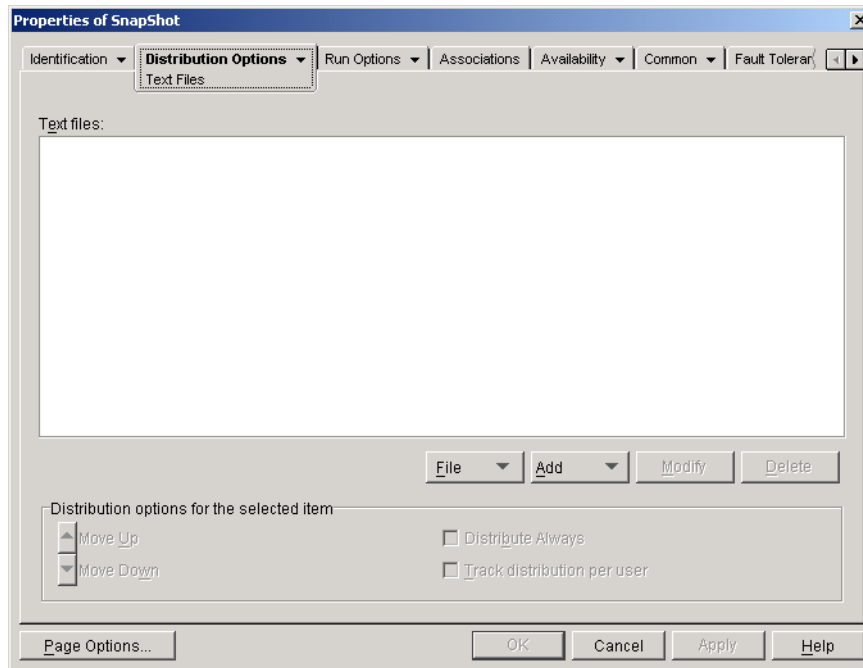 Properties of SnapShot
Identification Distribution Options Run Options Associations Availability Common Fault Toleran
Text Files
Text files:
File Add Modify Delete
Distribution options for the selected item
Move Up Distribute Always
Move Down Track distribution per user
Page Options... OK Cancel Apply Help